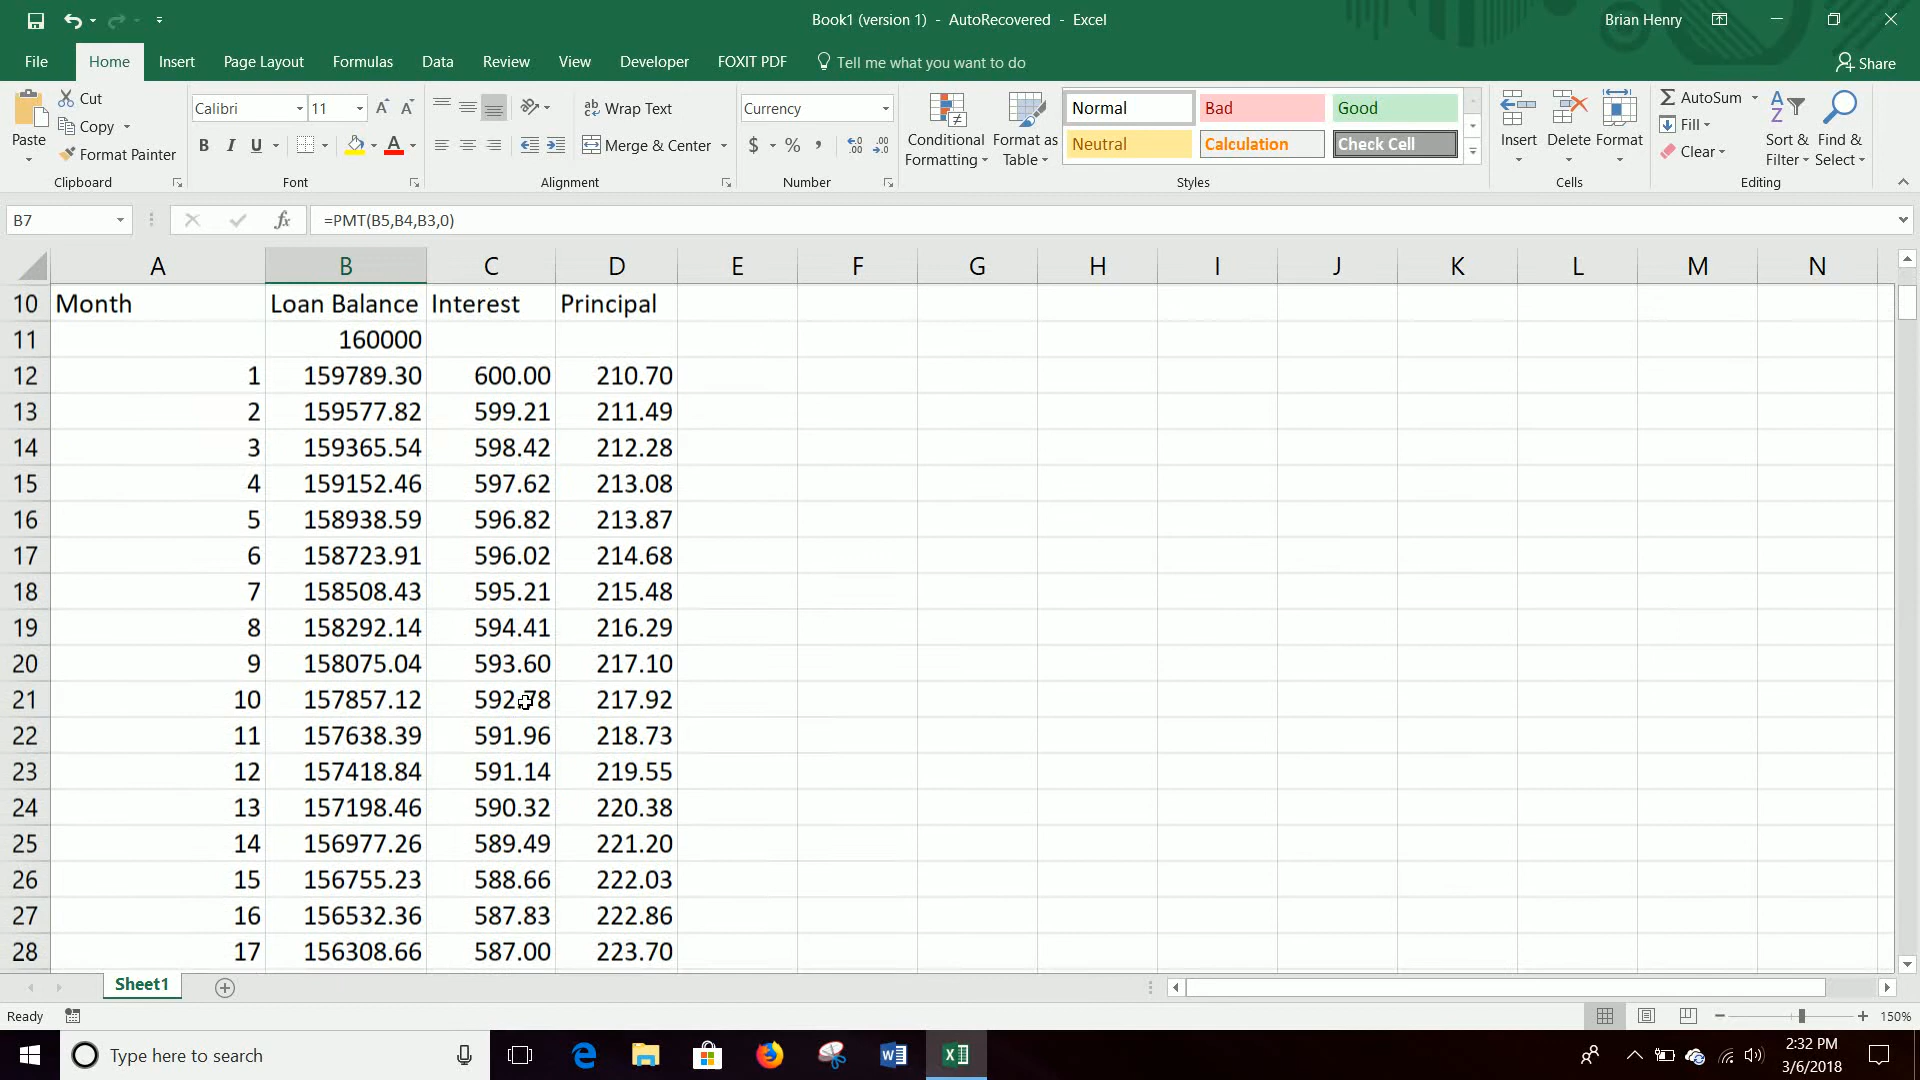 Book1 (version 1) - AutoRecovered - Excel
Brian Henry
File Home Insert Page Layout Formulas Data Review View Developer FOXIT PDF Tell me what you want to do Share
Paste Cut Copy Format Painter Clipboard
Calibri 11 B I U A A A Font
Wrap Text Merge & Center Alignment
Currency $ % , Number
Conditional Formatting Format as Table
Normal Bad Good
Neutral Calculation Check Cell
Styles
Insert Delete Format Cells
AutoSum Fill Clear Sort & Filter Find & Select Editing
B7 fx =PMT(B5,B4,B3,0)
A B C D E F G H I J K L M N
10 Month Loan Balance Interest Principal
11 160000
12 1 159789.30 600.00 210.70
13 2 159577.82 599.21 211.49
14 3 159365.54 598.42 212.28
15 4 159152.46 597.62 213.08
16 5 158938.59 596.82 213.87
17 6 158723.91 596.02 214.68
18 7 158508.43 595.21 215.48
19 8 158292.14 594.41 216.29
20 9 158075.04 593.60 217.10
21 10 157857.12 592.78 217.92
22 11 157638.39 591.96 218.73
23 12 157418.84 591.14 219.55
24 13 157198.46 590.32 220.38
25 14 156977.26 589.49 221.20
26 15 156755.23 588.66 222.03
27 16 156532.36 587.83 222.86
28 17 156308.66 587.00 223.70
Sheet1
Ready 150%
Type here to search
2:32 PM
3/6/2018